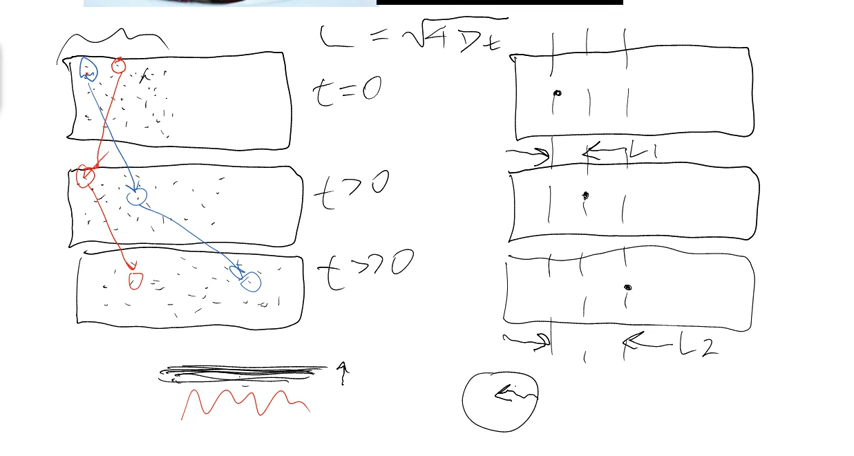 L = √4Dt
t=0
L1
t>0
t>>0
L2